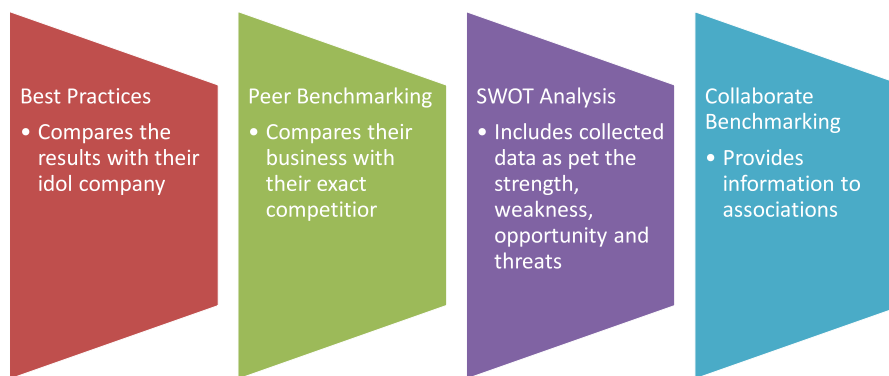 Best Practices
• Compares the
results with their
idol company
Peer Benchmarking
• Compares their
business with
their exact
competitior
SWOT Analysis
• Includes collected
data as pet the
strength,
weakness,
opportunity and
threats
Collaborate
Benchmarking
• Provides
information to
associations